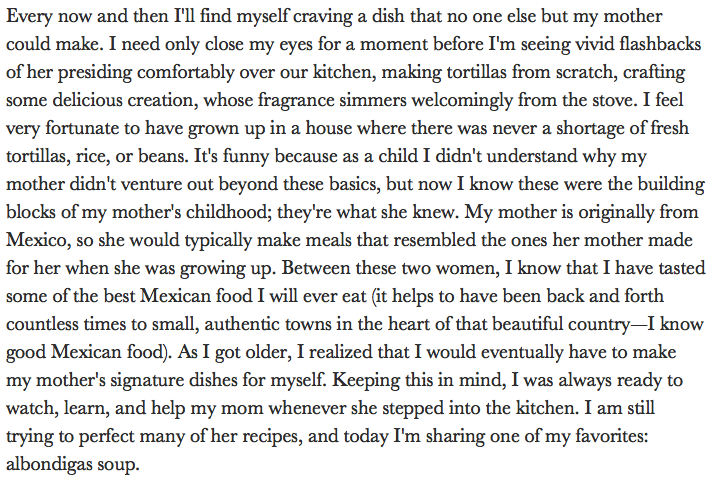 Every now and then I'll find myself craving a dish that no one else but my mother
could make. I need only close my eyes for a moment before I'm seeing vivid flashbacks
of her presiding comfortably over our kitchen, making tortillas from scratch, crafting
some delicious creation, whose fragrance simmers welcomingly from the stove. I feel
very fortunate to have grown up in a house where there was never a shortage of fresh
tortillas, rice, or beans. It's funny because as a child I didn't understand why my
mother didn't venture out beyond these basics, but now I know these were the building
blocks of my mother's childhood; they're what she knew. My mother is originally from
Mexico, so she would typically make meals that resembled the ones her mother made
for her when she was growing up. Between these two women, I know that I have tasted
some of the best Mexican food I will ever eat (it helps to have been back and forth
countless times to small, authentic towns in the heart of that beautiful country—I know
good Mexican food). As I got older, I realized that I would eventually have to make
my mother's signature dishes for myself. Keeping this in mind, I was always ready to
watch, learn, and help my mom whenever she stepped into the kitchen. I am still
trying to perfect many of her recipes, and today I'm sharing one of my favorites:
albondigas soup.